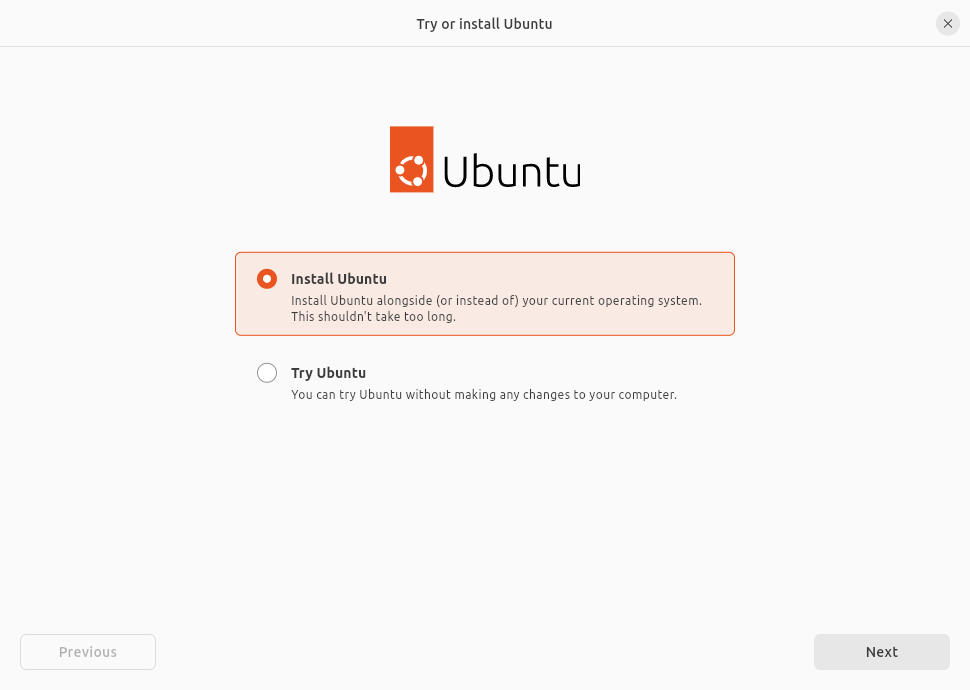 Try or install Ubuntu
Ubuntu
Install Ubuntu
Install Ubuntu alongside (or instead of) your current operating system.
This shouldn't take too long.
Try Ubuntu
You can try Ubuntu without making any changes to your computer.
Previous
Next